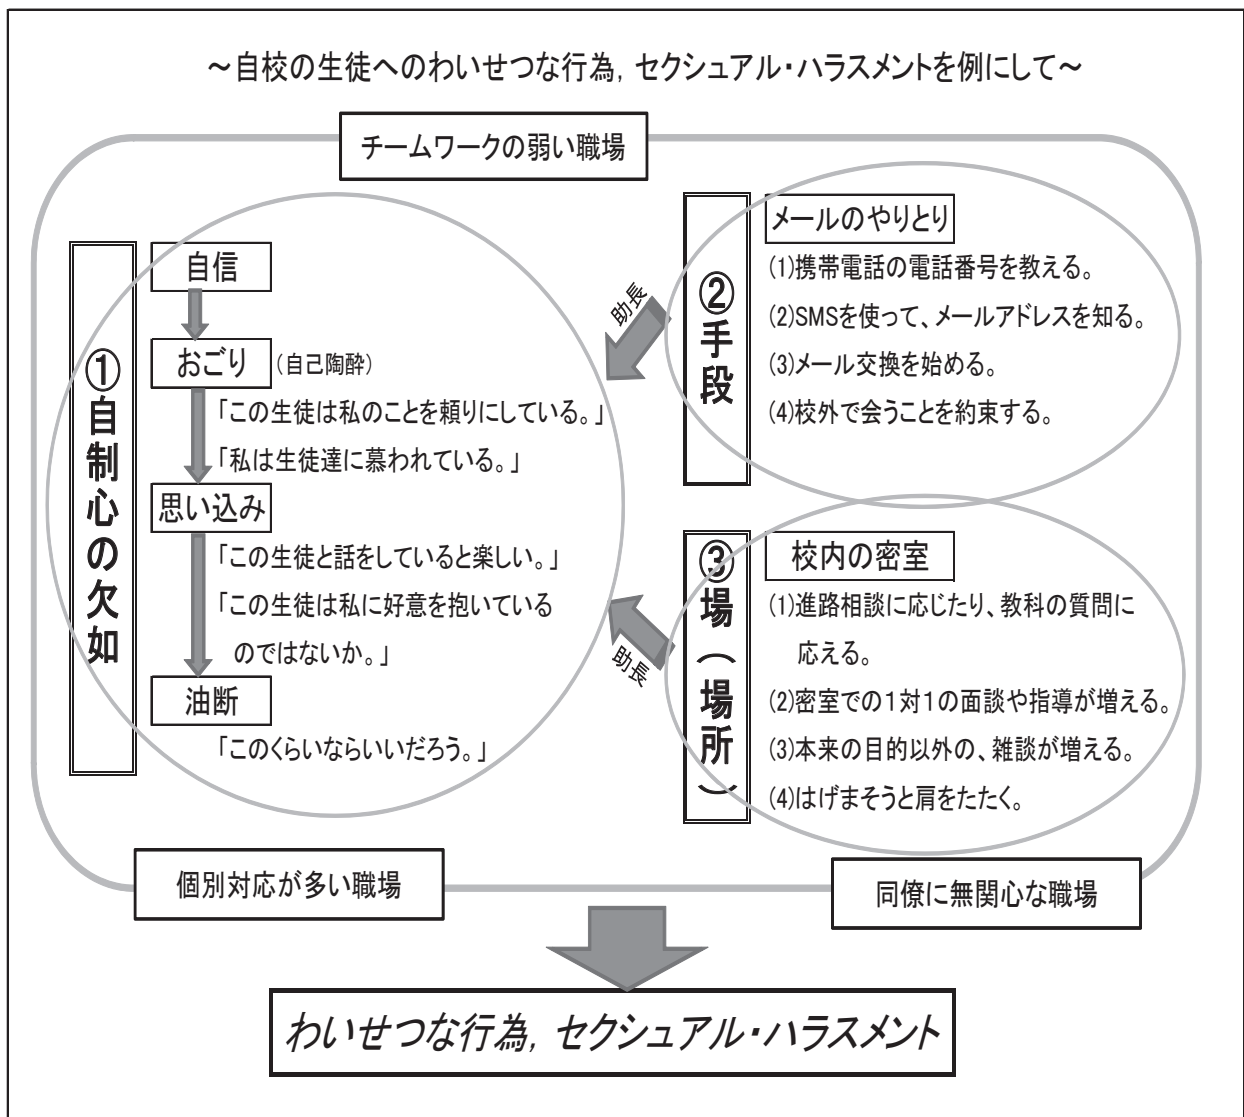 ～自校の生徒へのわいせつな行為，セクシュアル・ハラスメントを例にして～
チームワークの弱い職場
①自制心の欠如
自信
おごり（自己陶酔）
「この生徒は私のことを頼りにしている。」
「私は生徒達に慕われている。」
思い込み
「この生徒と話をしていると楽しい。」
「この生徒は私に好意を抱いている
のではないか。」
油断
「このくらいならいいだろう。」
助長
②手段
メールのやりとり
(1)携帯電話の電話番号を教える。
(2)SMSを使って、メールアドレスを知る。
(3)メール交換を始める。
(4)校外で会うことを約束する。
助長
③場（場所）
校内の密室
(1)進路相談に応じたり、教科の質問に
応える。
(2)密室での１対１の面談や指導が増える。
(3)本来の目的以外の、雑談が増える。
(4)はげまそうと肩をたたく。
個別対応が多い職場
同僚に無関心な職場
わいせつな行為，セクシュアル・ハラスメント